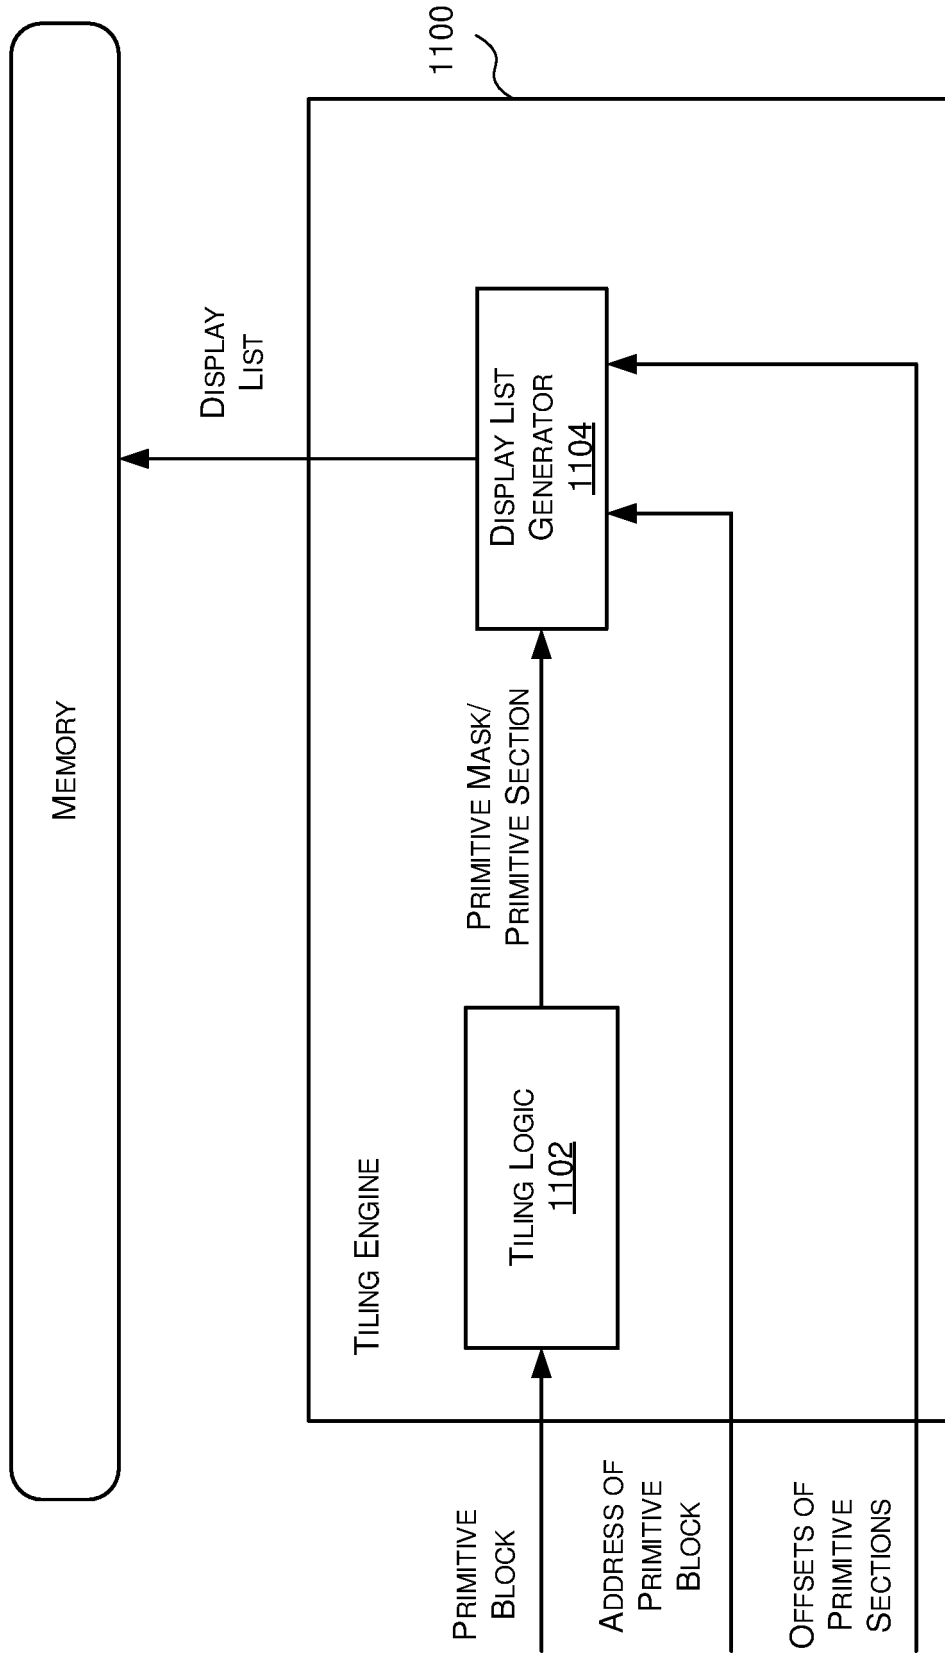 MEMORY
DISPLAY
LIST
1100
TILING ENGINE
PRIMITIVE
BLOCK
TILING LOGIC
1102
PRIMITIVE MASK/
PRIMITIVE SECTION
DISPLAY LIST
GENERATOR
1104
ADDRESS OF
PRIMITIVE
BLOCK
OFFSETS OF
PRIMITIVE
SECTIONS